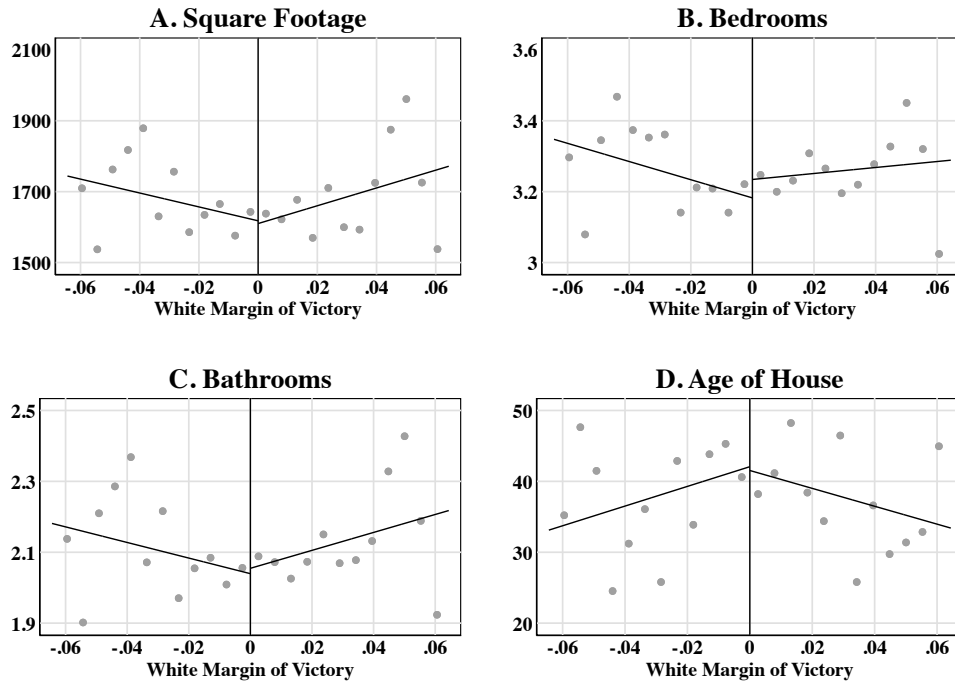 A. Square Footage
2100
1900
1700
1500
-.06 -.04 -.02 0 .02 .04 .06
White Margin of Victory
B. Bedrooms
3.6
3.4
3.2
3
-.06 -.04 -.02 0 .02 .04 .06
White Margin of Victory
C. Bathrooms
2.5
2.3
2.1
1.9
-.06 -.04 -.02 0 .02 .04 .06
White Margin of Victory
D. Age of House
50
40
30
20
-.06 -.04 -.02 0 .02 .04 .06
White Margin of Victory